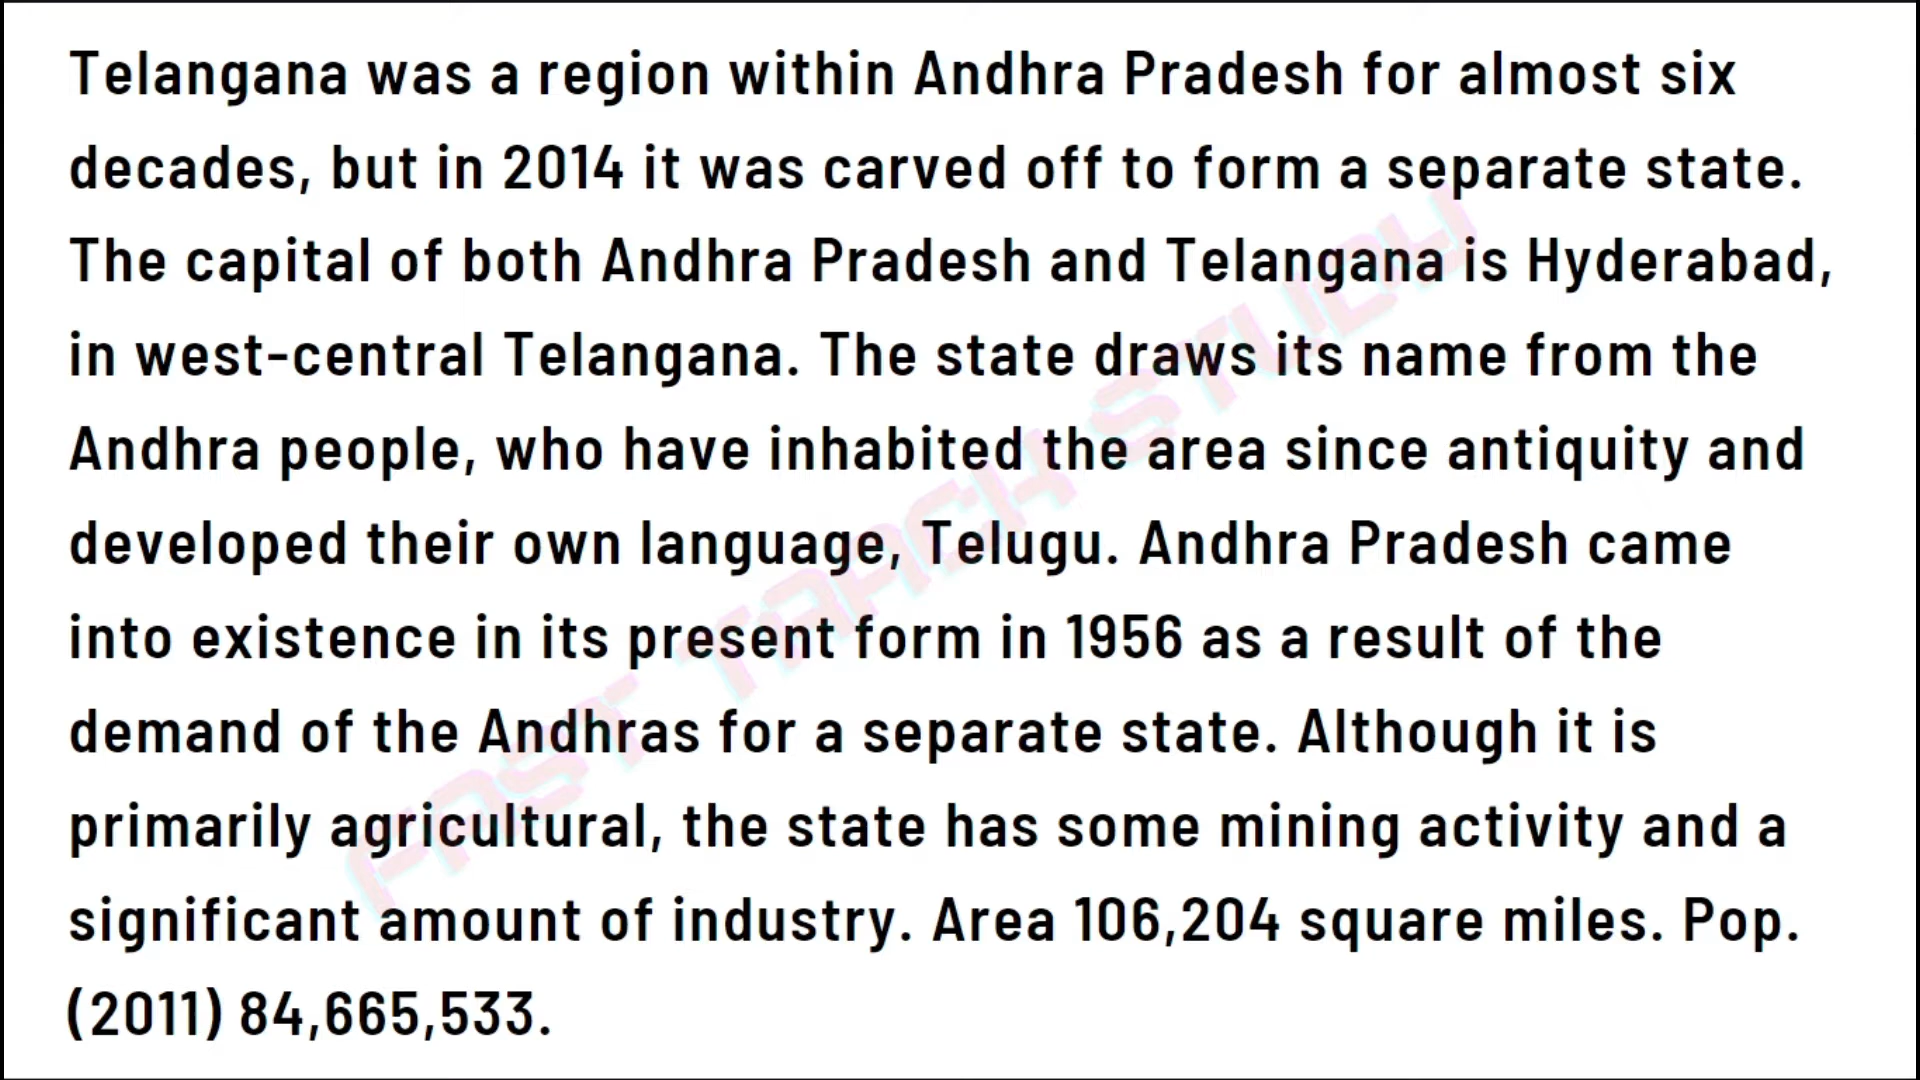 Telangana was a region within Andhra Pradesh for almost six
decades, but in 2014 it was carved off to form a separate state.
The capital of both Andhra Pradesh and Telangana is Hyderabad,
in west-central Telangana. The state draws its name from the
Andhra people, who have inhabited the area since antiquity and
developed their own language, Telugu. Andhra Pradesh came
into existence in its present form in 1956 as a result of the
demand of the Andhras for a separate state. Although it is
primarily agricultural, the state has some mining activity and a
significant amount of industry. Area 106,204 square miles. Pop.
(2011) 84,665,533.
FAST TRACK STUDY